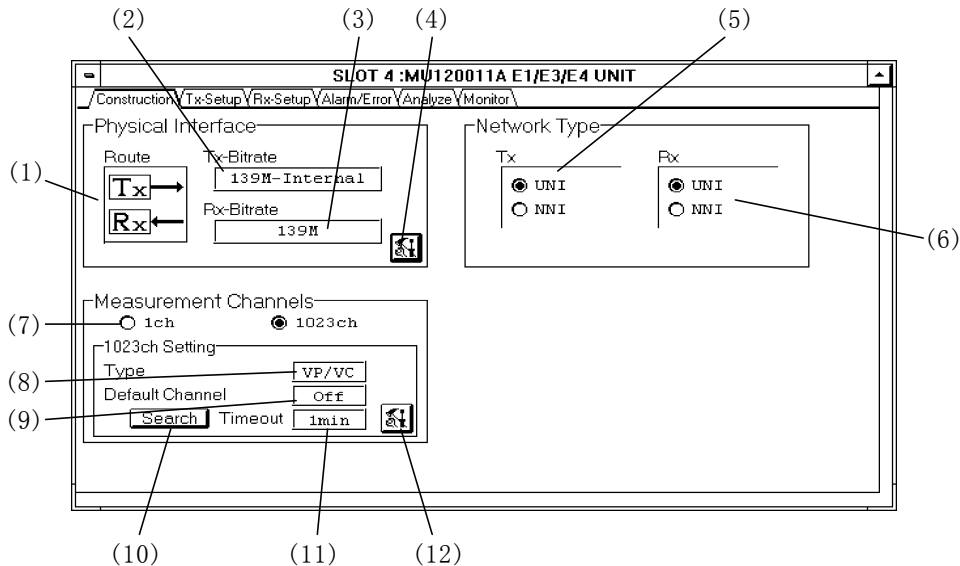 (2) (3) (4) (5)
SLOT 4 :MU120011A E1/E3/E4 UNIT
Construction Tx-Setup Rx-Setup Alarm/Error Analyze Monitor
Physical Interface
Route
Tx
Rx
Tx-Bitrate
139M-Internal
Rx-Bitrate
139M
Network Type
Tx
UNI
NNI
Rx
UNI
NNI
(1)
(6)
Measurement Channels
(7)
1ch 1023ch
1023ch Setting
(8)
Type VP/VC
(9)
Default Channel Off
Search Timeout 1min
(10) (11) (12)